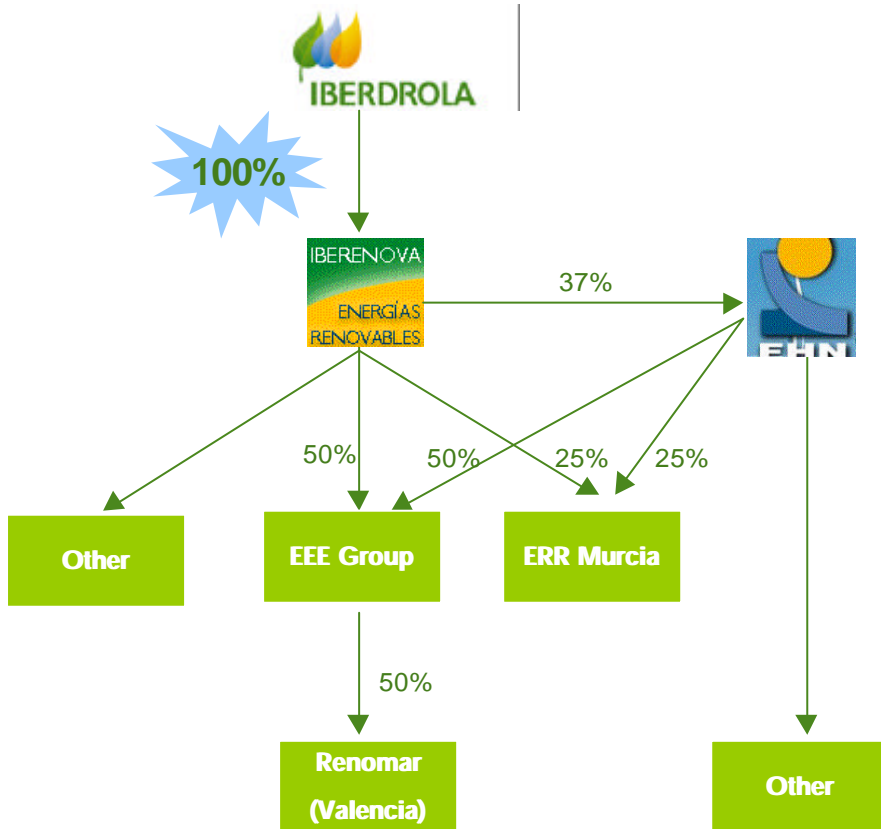 IBERDROLA
100%
IBERENOVA
ENERGÍAS
RENOVABLES
37%
EHN
50%
50%
25%
25%
Other
EEE Group
ERR Murcia
50%
Renomar
(Valencia)
Other